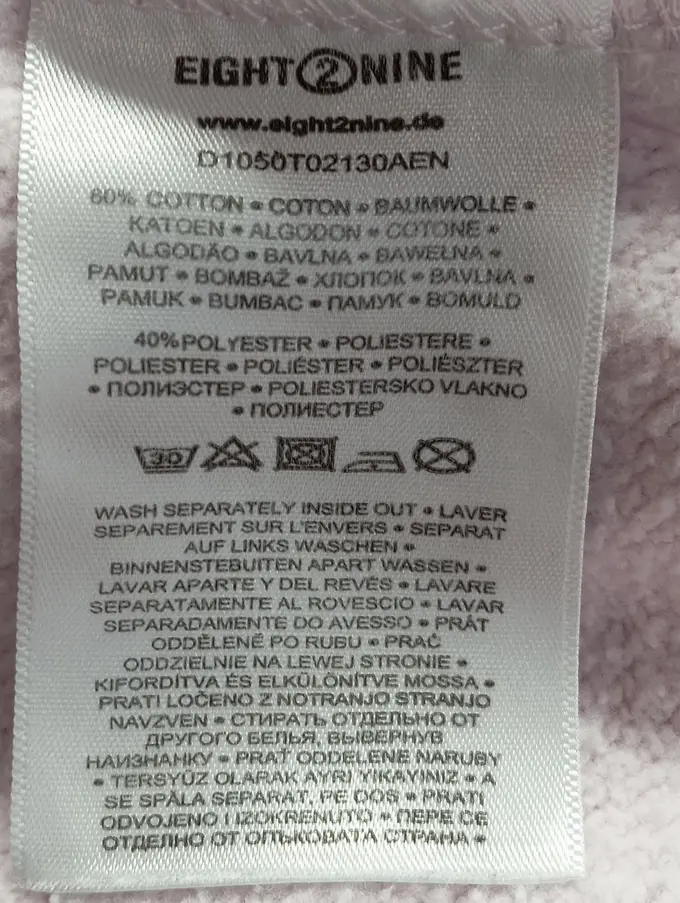 EIGHT2NINE
www.eight2nine.de
D1050T02130AEN
60% COTTON • COTON • BAUMWOLLE •
KATOEN • ALGODON • COTONE •
ALGODÃO • BAVLNA • BAWEŁNA •
PAMUT • BOMBAŽ • ХЛОПОК • BAVLNA •
PAMUK • BUMBAC • ПАМУК • BOMULD
40%POLYESTER • POLIESTERE •
POLIESTER • POLIÉSTER • POLIÉSZTER
• ПОЛИЭСТЕР • POLIESTERSKO VLAKNO
• ПОЛИЕСТЕР
30
WASH SEPARATELY INSIDE OUT • LAVER
SEPAREMENT SUR L'ENVERS • SEPARAT
AUF LINKS WASCHEN •
BINNENSTEBUITEN APART WASSEN •
LAVAR APARTE Y DEL REVÉS • LAVARE
SEPARATAMENTE AL ROVESCIO • LAVAR
SEPARADAMENTE DO AVESSO • PRÁT
ODDĚLENĚ PO RUBU • PRAĆ
ODDZIELNIE NA LEWEJ STRONIE •
KIFORDÍTVA ÉS ELKÜLÖNÍTVE MOSSA •
PRATI LOČENO Z NOTRANJO STRANJO
NAVZVEN • СТИРАТЬ ОТДЕЛЬНО ОТ
ДРУГОГО БЕЛЬЯ, ВЫВЕРНУВ
НАИЗНАНКУ • PRAŤ ODDELENE NARUBY
• TERSYÜZ OLARAK AYRI YIKAYINIZ • A
SE SPĂLA SEPARAT, PE DOS • PRATI
ODVOJENO I IZOKRENUTO • ПЕРЕ СЕ
ОТДЕЛНО ОТ ОПЬКОВАТА СТРАНА •